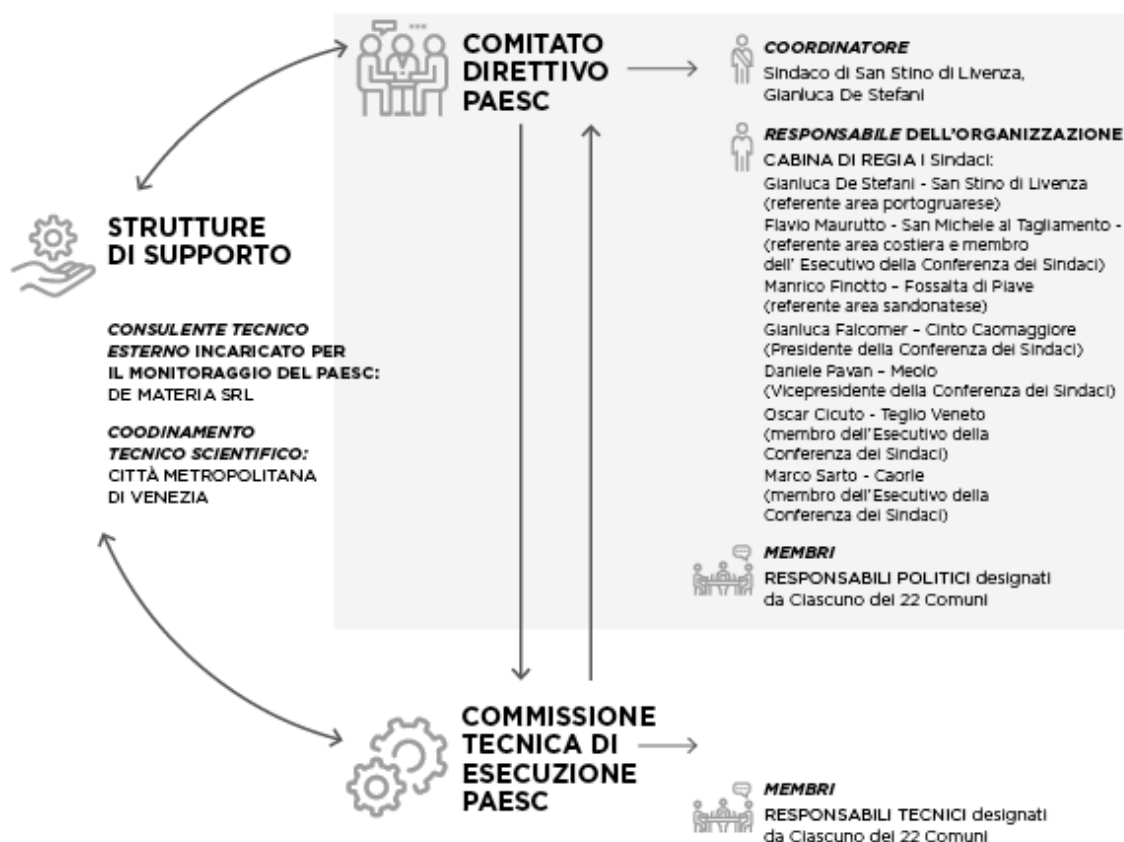 COMITATO
DIRETTIVO
PAESC
COORDINATORE
Sindaco di San Stino di Livenza,
Gianluca De Stefani
RESPONSABILE DELL'ORGANIZZAZIONE
CABINA DI REGIA I Sindaci:
Gianluca De Stefani - San Stino di Livenza
(referente area portogruarese)
Flavio Maurutto - San Michele al Tagliamento -
(referente area costiera e membro
dell' Esecutivo della Conferenza dei Sindaci)
Manrico Finotto – Fossalta di Piave
(referente area sandonatese)
Gianluca Falcomer – Cinto Caomaggiore
(Presidente della Conferenza dei Sindaci)
Daniele Pavan – Meolo
(Vicepresidente della Conferenza dei Sindaci)
Oscar Cicuto - Teglio Veneto
(membro dell'Esecutivo della
Conferenza dei Sindaci)
Marco Sarto - Caorle
(membro dell'Esecutivo della
Conferenza dei Sindaci)
MEMBRI
RESPONSABILI POLITICI designati
da Ciascuno dei 22 Comuni
STRUTTURE
DI SUPPORTO
CONSULENTE TECNICO
ESTERNO INCARICATO PER
IL MONITORAGGIO DEL PAESC:
DE MATERIA SRL
COODINAMENTO
TECNICO SCIENTIFICO:
CITTÀ METROPOLITANA
DI VENEZIA
COMMISSIONE
TECNICA DI
ESECUZIONE
PAESC
MEMBRI
RESPONSABILI TECNICI designati
da Ciascuno dei 22 Comuni